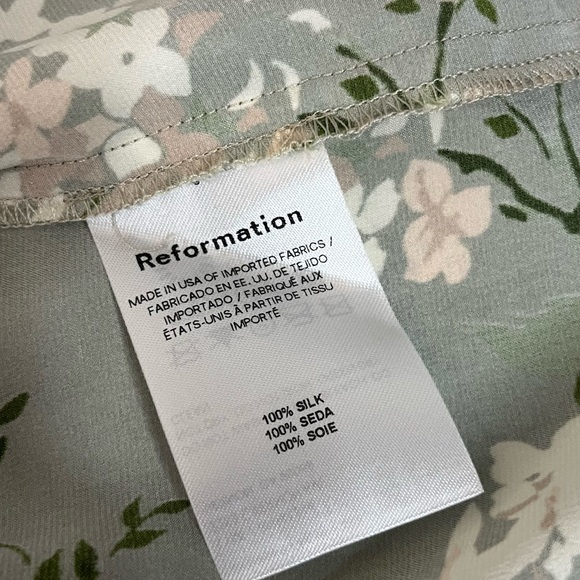 Reformation
MADE IN USA OF IMPORTED FABRICS /
FABRICADO EN EE. UU. DE TEJIDO
IMPORTADO / FABRIQUÉ AUX
ÉTATS-UNIS À PARTIR DE TISSU
IMPORTÉ
100% SILK
100% SEDA
100% SOIE